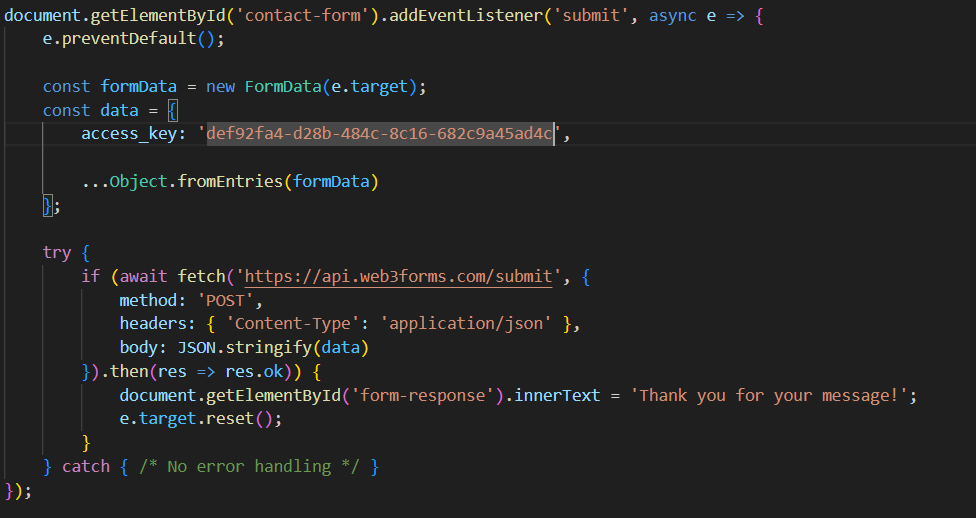 document.getElementById('contact-form').addEventListener('submit', async e => {
    e.preventDefault();

    const formData = new FormData(e.target);
    const data = {
        access_key: 'def92fa4-d28b-484c-8c16-682c9a45ad4c',

        ...Object.fromEntries(formData)
    };

    try {
        if (await fetch('https://api.web3forms.com/submit', {
            method: 'POST',
            headers: { 'Content-Type': 'application/json' },
            body: JSON.stringify(data)
        }).then(res => res.ok)) {
            document.getElementById('form-response').innerText = 'Thank you for your message!';
            e.target.reset();
        }
    } catch { /* No error handling */ }
});